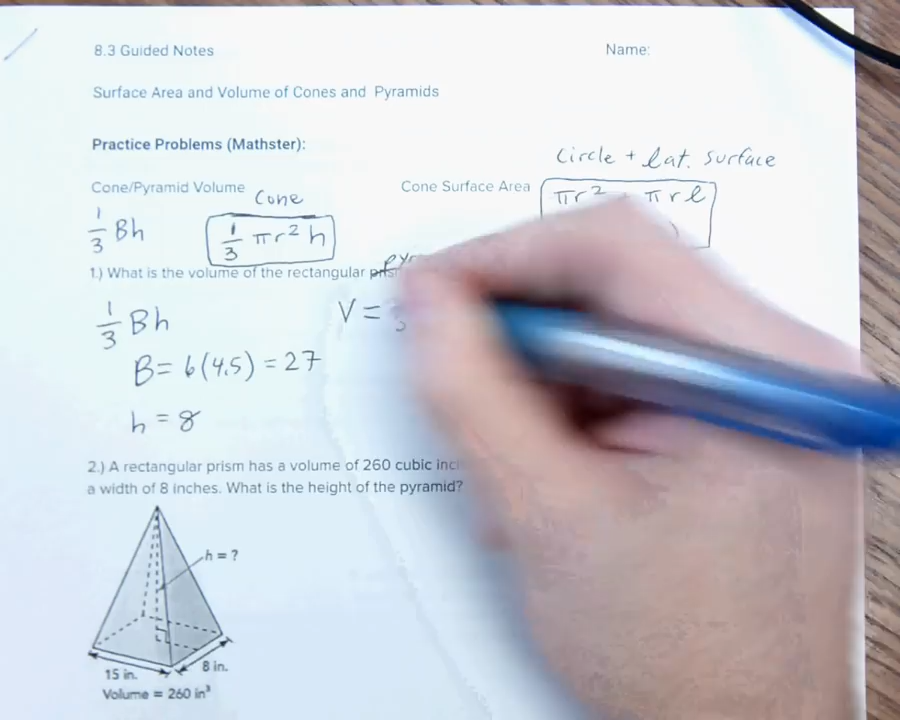 8.3 Guided Notes Name:
Surface Area and Volume of Cones and Pyramids
Practice Problems (Mathster):
Circle + lat. surface
Cone/Pyramid Volume Cone Cone Surface Area πr² πrl
1/3 Bh 1/3 πr²h
1.) What is the volume of the rectangular
1/3 Bh V =
B = 6(4.5) = 27
h = 8
2.) A rectangular prism has a volume of 260 cubic
a width of 8 inches. What is the height of the pyramid?
h = ?
8 in.
15 in.
Volume = 260 in³